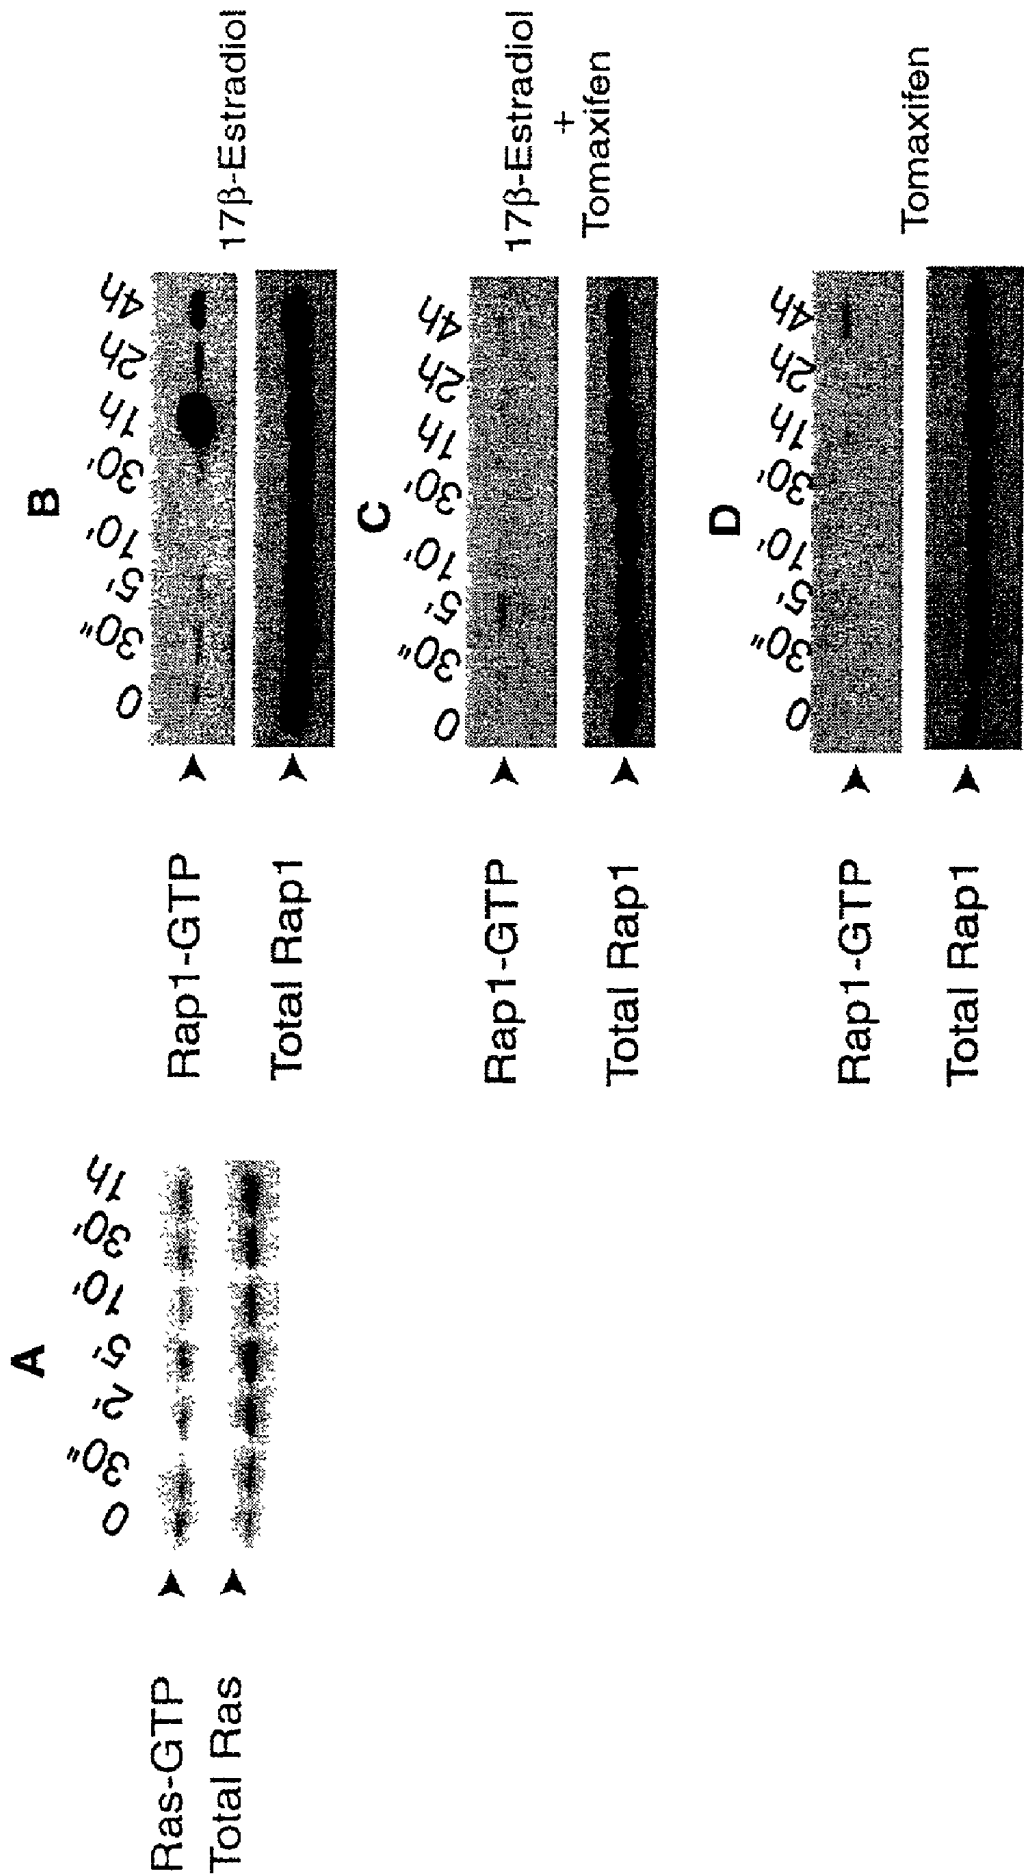 A
0 30" 2' 5' 10' 30' 1h
Ras-GTP
Total Ras
B
0 30" 5' 10' 30' 1h 2h 4h
Rap1-GTP
Total Rap1
17β-Estradiol
C
0 30" 5' 10' 30' 1h 2h 4h
Rap1-GTP
Total Rap1
17β-Estradiol
+
Tomaxifen
D
0 30" 5' 10' 30' 1h 2h 4h
Rap1-GTP
Total Rap1
Tomaxifen